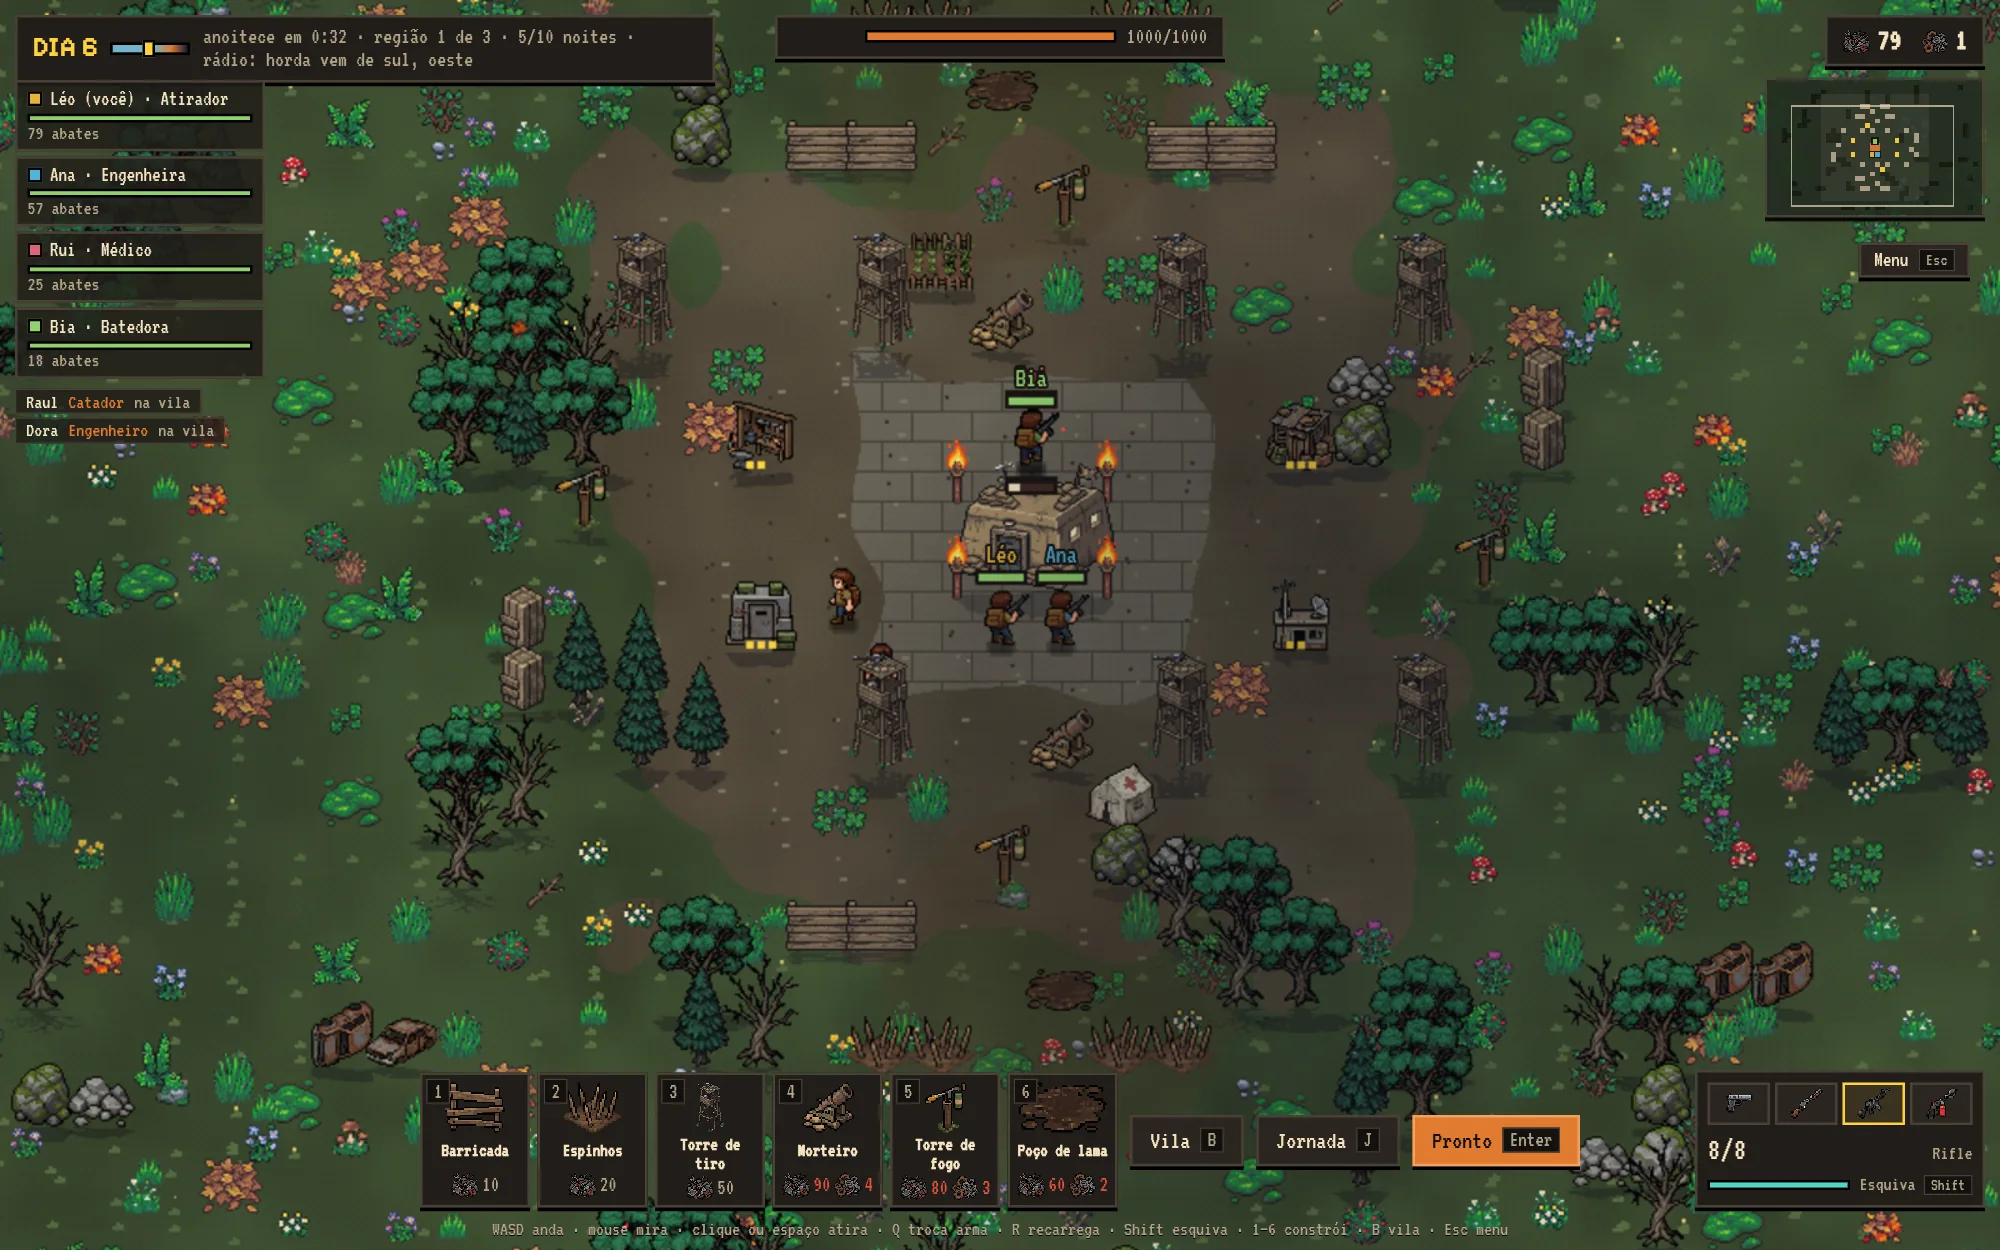 DIA 6
anoitece em 0:32 · região 1 de 3 · 5/10 noites ·
rádio: horda vem de sul, oeste
1000/1000
79 1
Léo (você) · Atirador
79 abates
Ana · Engenheira
57 abates
Rui · Médico
25 abates
Bia · Batedora
18 abates
Raul Catador na vila
Dora Engenheiro na vila
Menu Esc
Bia
Léo Ana
1 Barricada 10
2 Espinhos 20
3 Torre de tiro 50
4 Morteiro 90 4
5 Torre de fogo 80 3
6 Poço de lama 60 2
Vila B
Jornada J
Pronto Enter
8/8 Rifle
Esquiva Shift
WASD anda · mouse mira · clique ou espaço atira · Q troca arma · R recarrega · Shift esquiva · 1-6 constrói · B vila · Esc menu